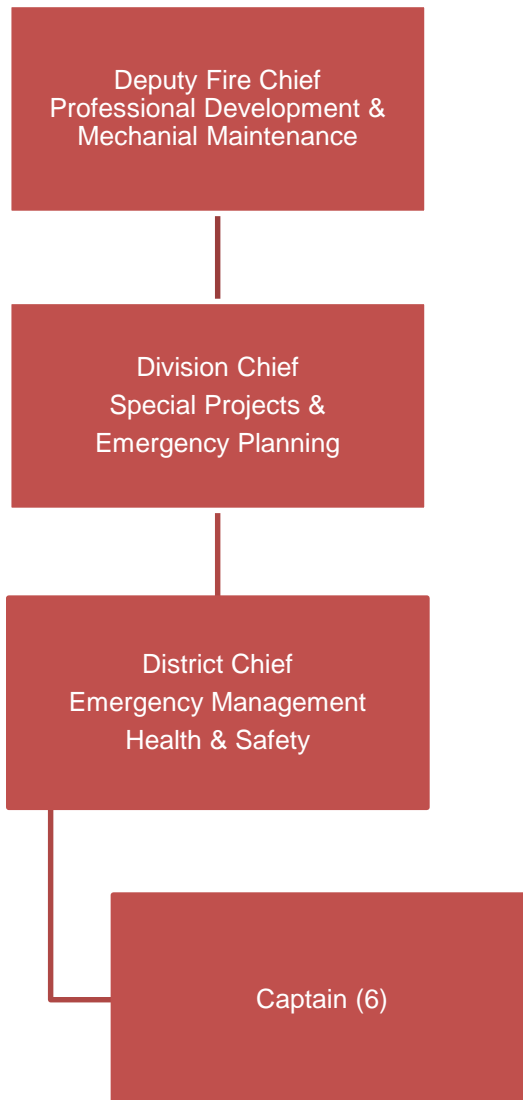 Deputy Fire Chief
Professional Development &
Mechanial Maintenance
Division Chief
Special Projects &
Emergency Planning
District Chief
Emergency Management
Health & Safety
Captain (6)